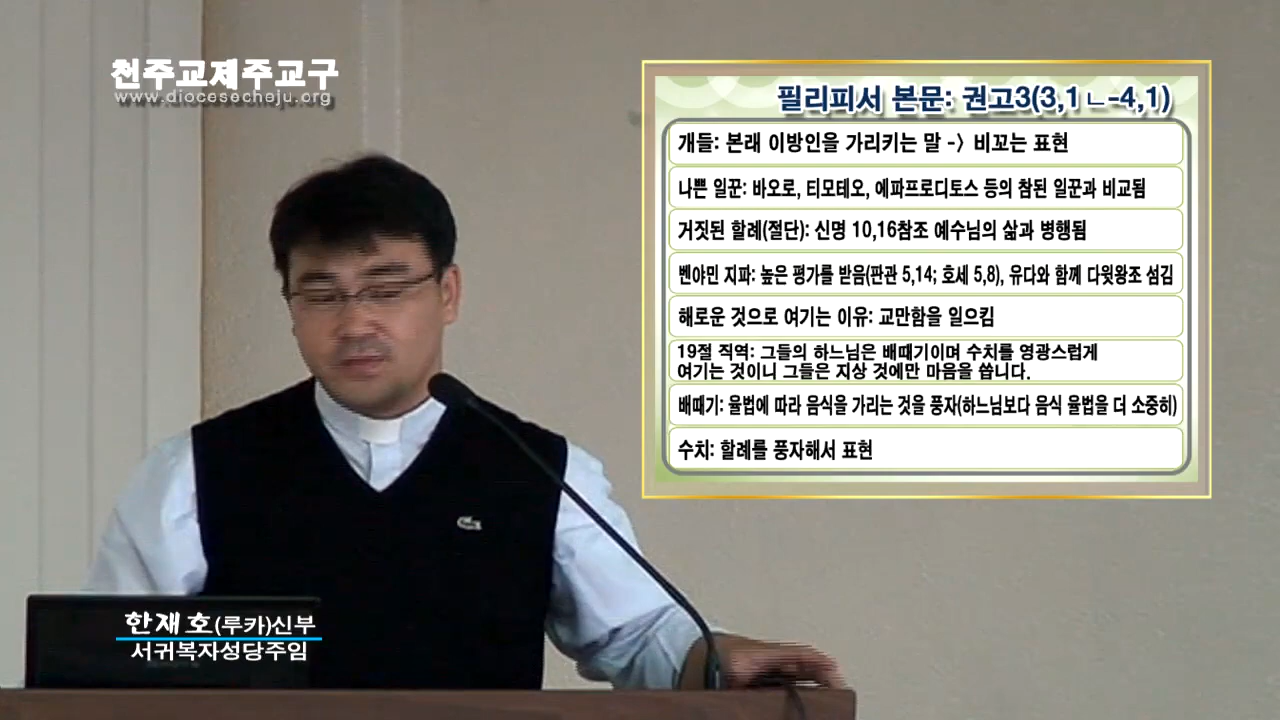 천주교제주교구
www.diocesecheju.org
필리피서 본문: 권고3(3,1ㄴ-4,1)
개들: 본래 이방인을 가리키는 말 -> 비꼬는 표현
나쁜 일꾼: 바오로, 티모테오, 에파프로디토스 등의 참된 일꾼과 비교됨
거짓된 할례(절단): 신명 10,16참조 예수님의 삶과 병행됨
벤야민 지파: 높은 평가를 받음(판관 5,14; 호세 5,8), 유다와 함께 다윗왕조 섬김
해로운 것으로 여기는 이유: 교만함을 일으킴
19절 직역: 그들의 하느님은 배때기이며 수치를 영광스럽게
여기는 것이니 그들은 지상 것에만 마음을 씁니다.
배때기: 율법에 따라 음식을 가리는 것을 풍자(하느님보다 음식 율법을 더 소중히)
수치: 할례를 풍자해서 표현
한재호(루카)신부
서귀복자성당주임